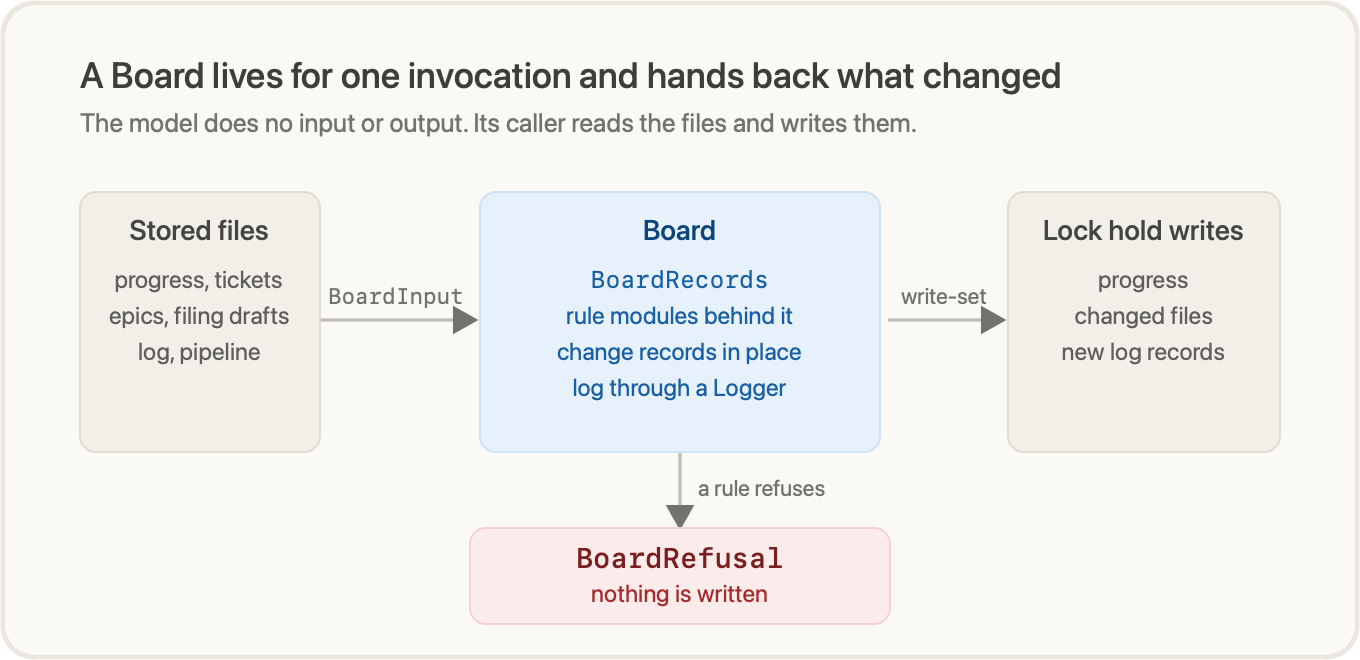 A Board lives for one invocation and hands back what changed
The model does no input or output. Its caller reads the files and writes them.
Stored files
progress, tickets
epics, filing drafts
log, pipeline
BoardInput
Board
BoardRecords
rule modules behind it
change records in place
log through a Logger
write-set
Lock hold writes
progress
changed files
new log records
a rule refuses
BoardRefusal
nothing is written